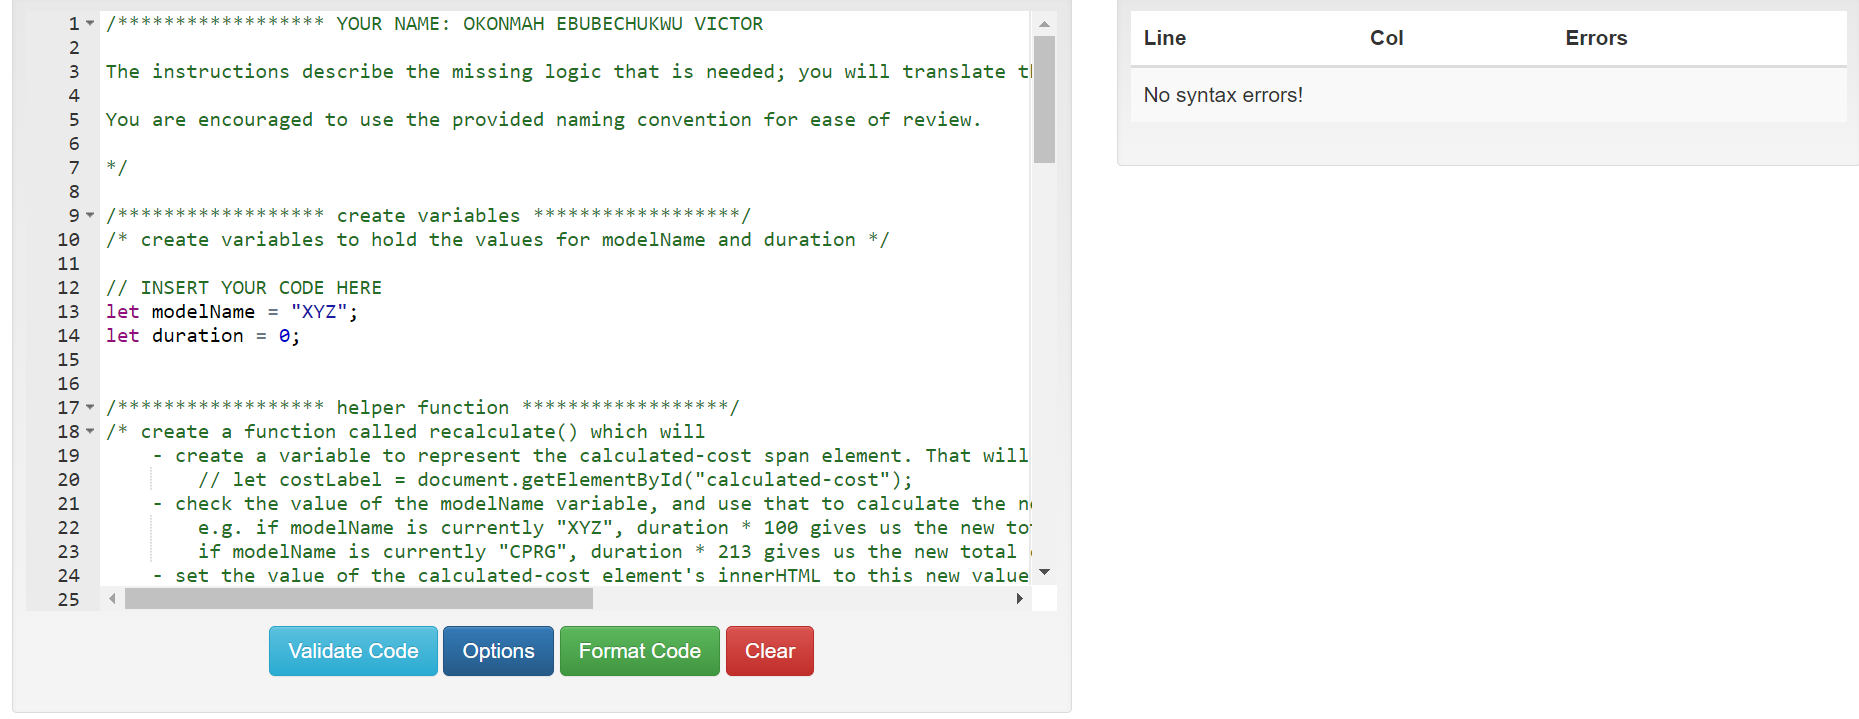 1 /****************** YOUR NAME: OKONMAH EBUBECHUKWU VICTOR
2
3 The instructions describe the missing logic that is needed; you will translate
4
5 You are encouraged to use the provided naming convention for ease of review.
6
7 */
8
9 /****************** create variables ******************/
10 /* create variables to hold the values for modelName and duration */
11
12 // INSERT YOUR CODE HERE
13 let modelName = "XYZ";
14 let duration = 0;
15
16
17 /****************** helper function ******************/
18 /* create a function called recalculate() which will
19 - create a variable to represent the calculated-cost span element. That will
20 // let costLabel = document.getElementById("calculated-cost");
21 - check the value of the modelName variable, and use that to calculate the
22 e.g. if modelName is currently "XYZ", duration * 100 gives us the new
23 if modelName is currently "CPRG", duration * 213 gives us the new total
24 - set the value of the calculated-cost element's innerHTML to this new value
25
Validate Code
Options
Format Code
Clear
Line Col Errors
No syntax errors!